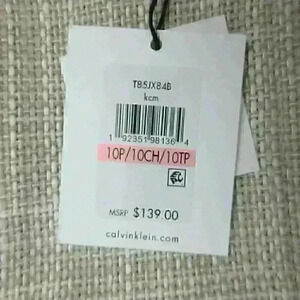 T85JX84B
kcm
1 92351 98136 4
10P/10CH/10TP
MSRP $139.00
calvinklein.com